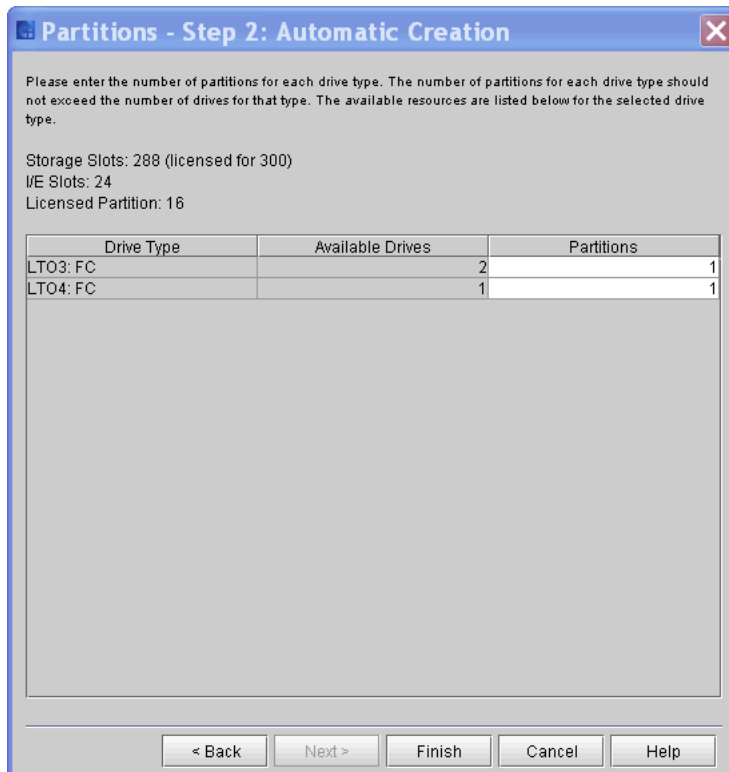 Partitions - Step 2: Automatic Creation
Please enter the number of partitions for each drive type. The number of partitions for each drive type should
not exceed the number of drives for that type. The available resources are listed below for the selected drive
type.
Storage Slots: 288 (licensed for 300)
I/E Slots: 24
Licensed Partition: 16
Drive Type Available Drives Partitions
LTO3: FC 2 1
LTO4: FC 1 1
< Back Next > Finish Cancel Help